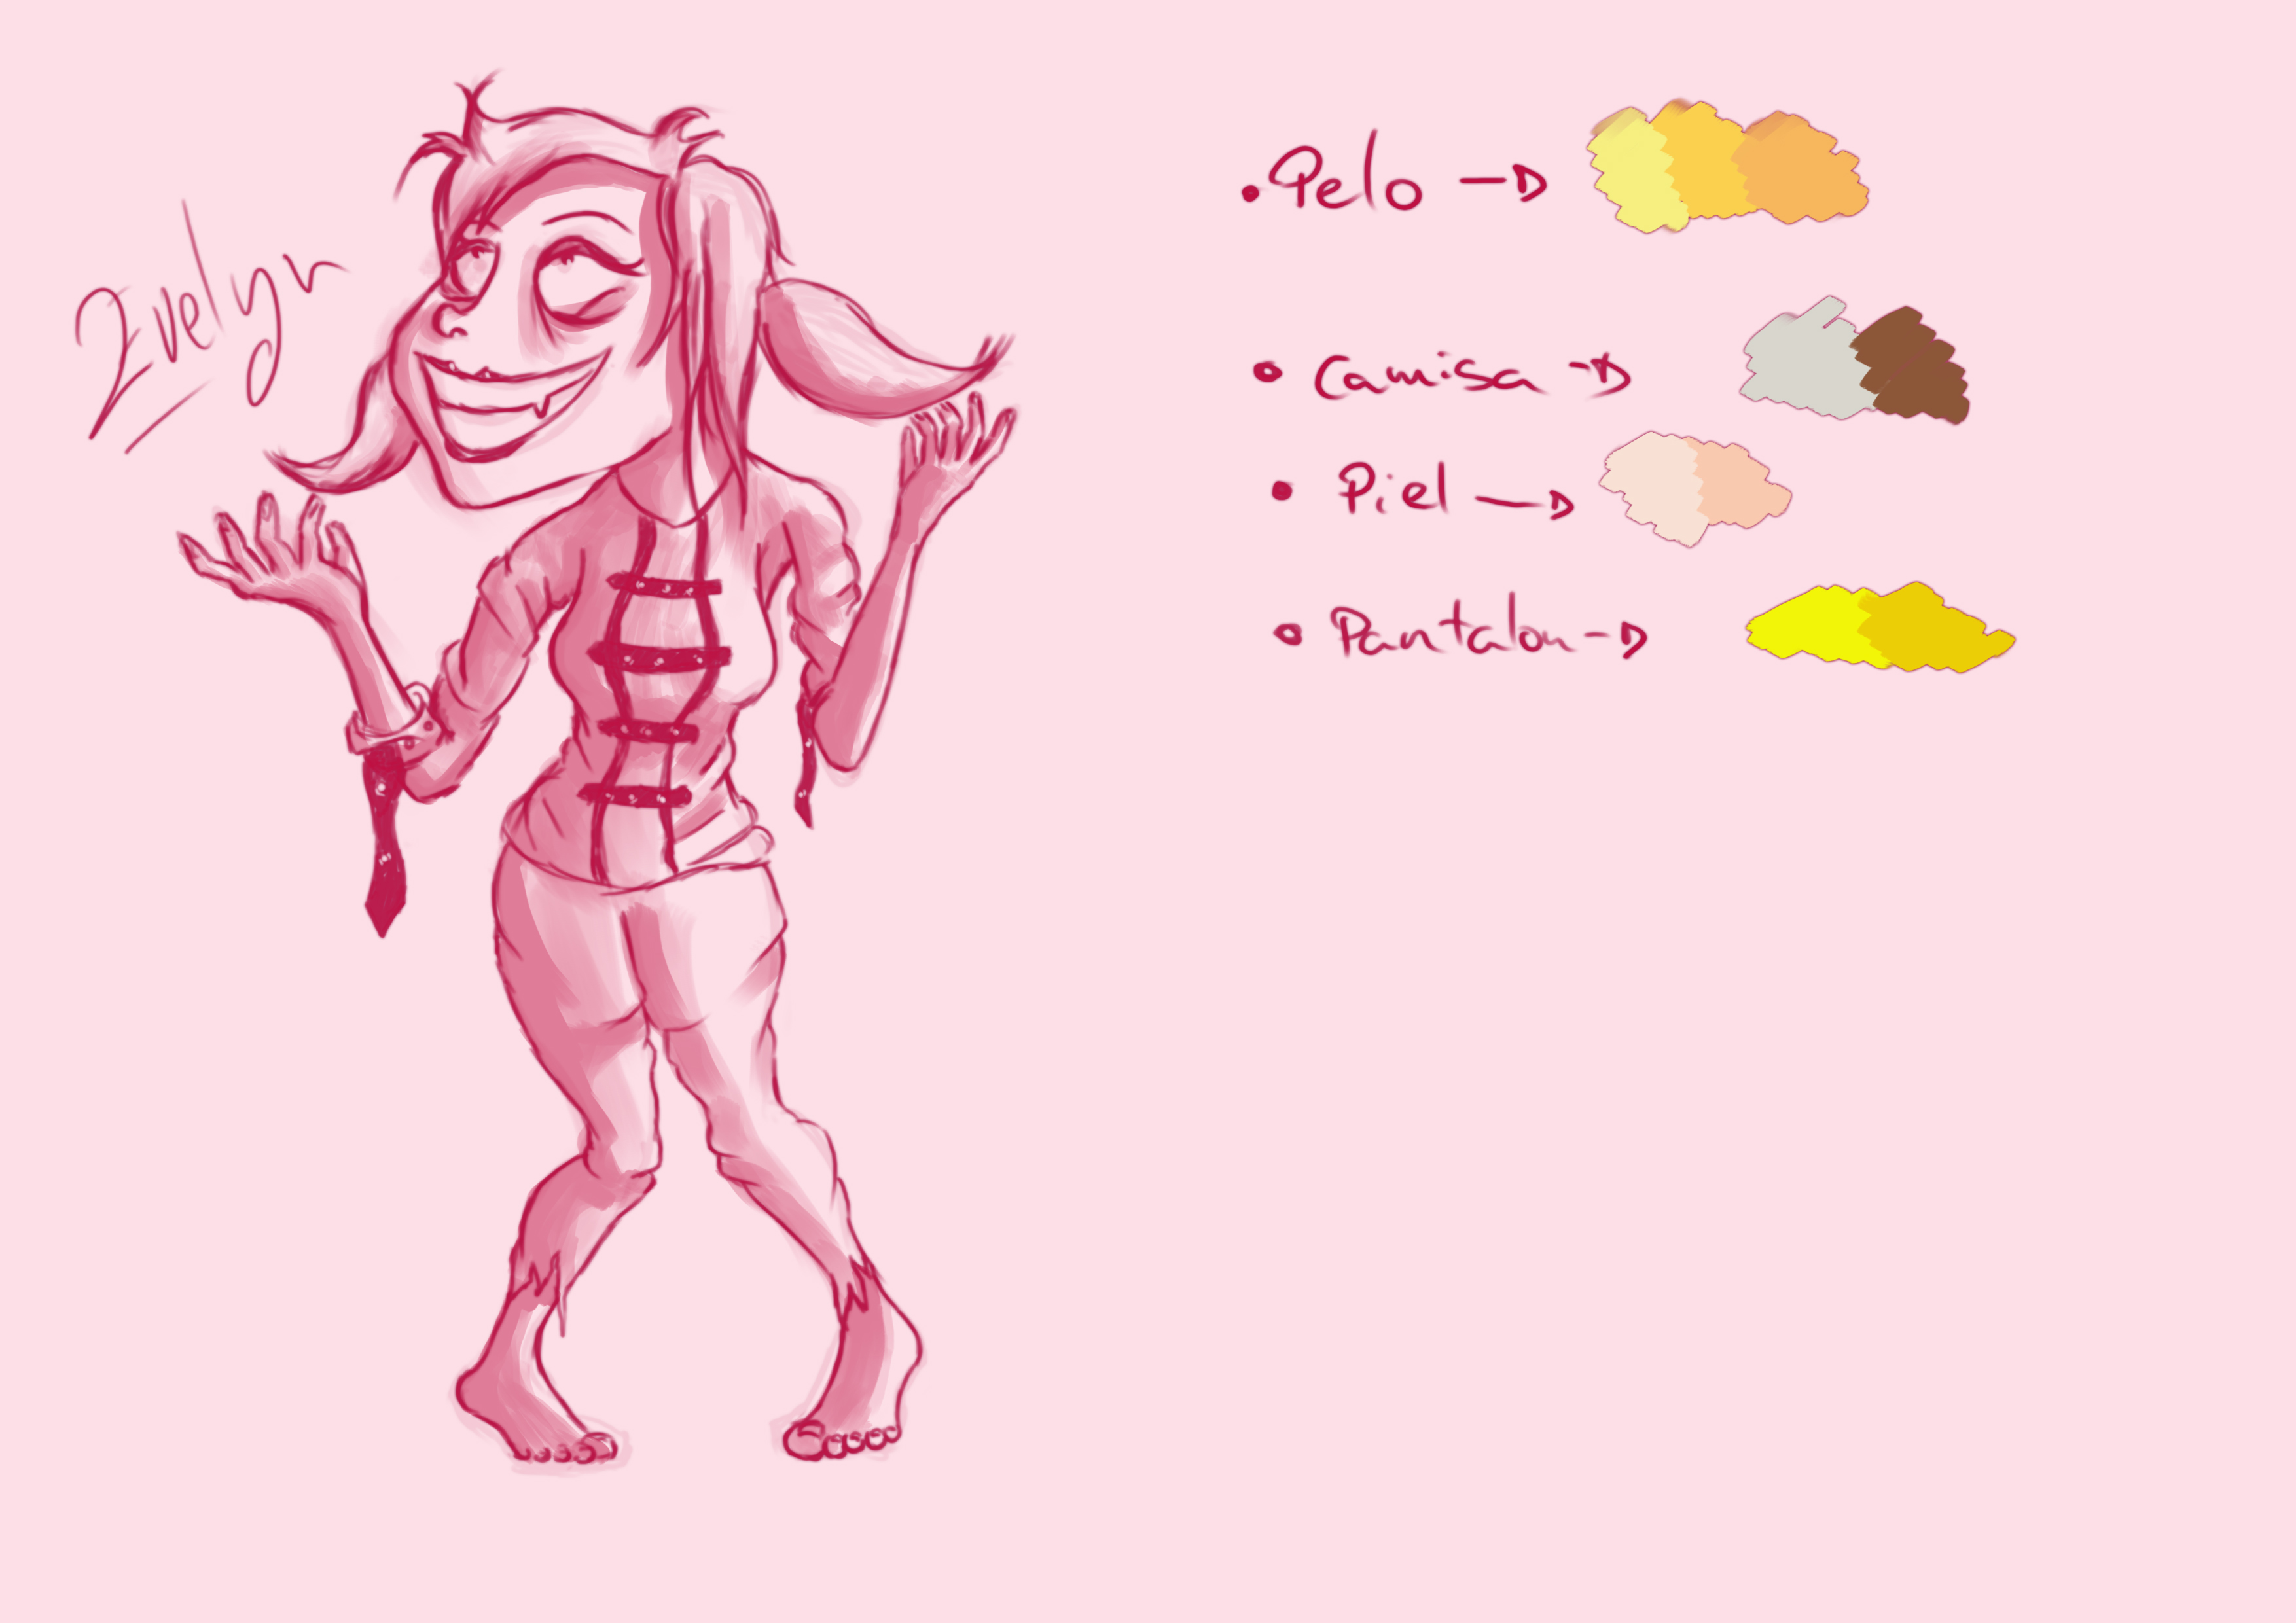 Evelyn
• Pelo →
• Camisa →
• Piel →
• Pantalon →